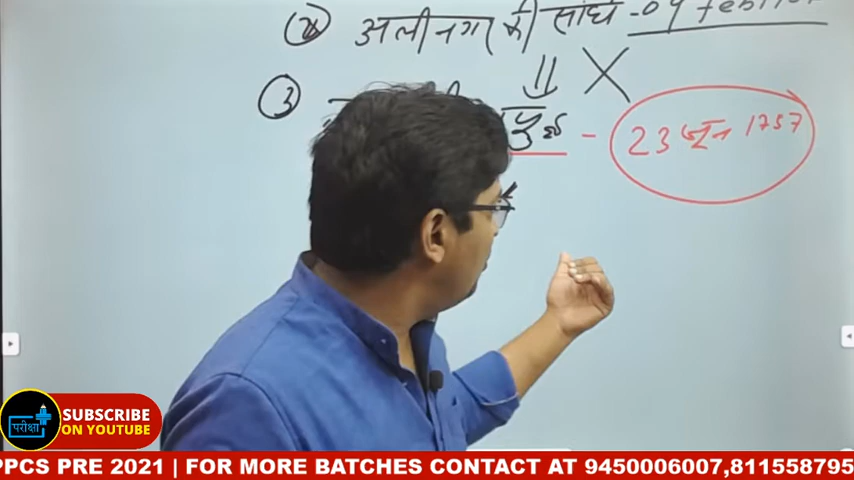 ② अलीनगर की संधि - 09 feb
③
- 23 जून 1757
परीक्षा
SUBSCRIBE
ON YOUTUBE
PPCS PRE 2021 | FOR MORE BATCHES CONTACT AT 9450006007,811558795